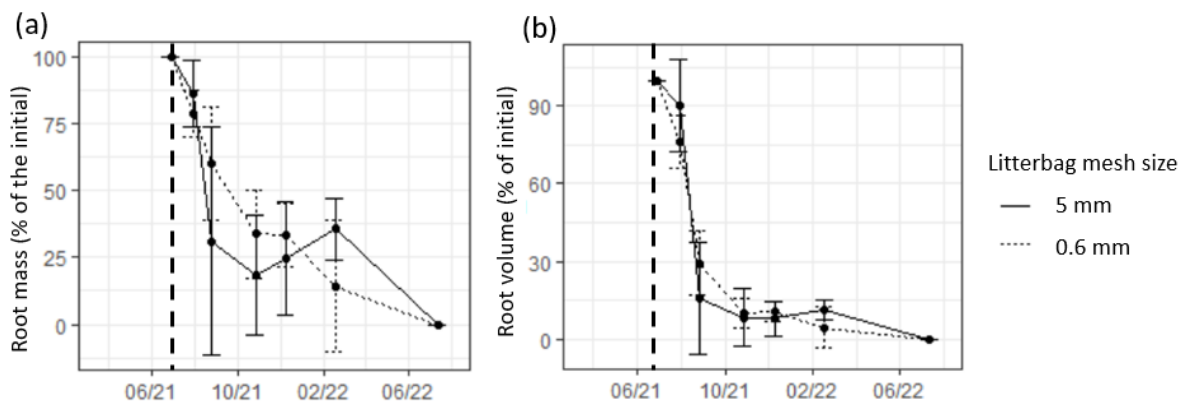 (a)
Root mass (% of the initial)
100
75
50
25
0
06/21 10/21 02/22 06/22
(b)
Root volume (% of initial)
90
60
30
0
06/21 10/21 02/22 06/22
Litterbag mesh size
5 mm
0.6 mm